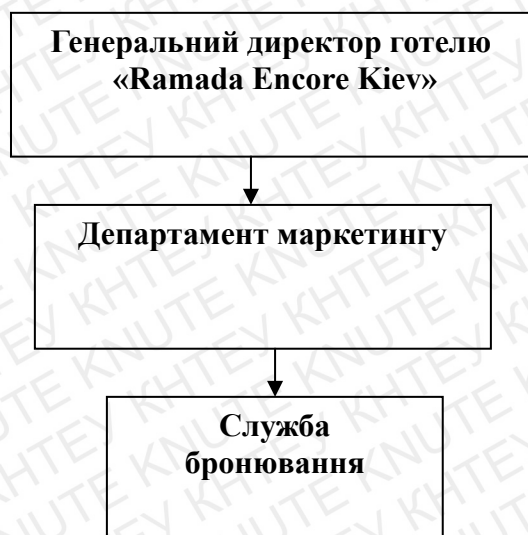 Генеральний директор готелю
«Ramada Encore Kiev»
Департамент маркетингу
Служба
бронювання